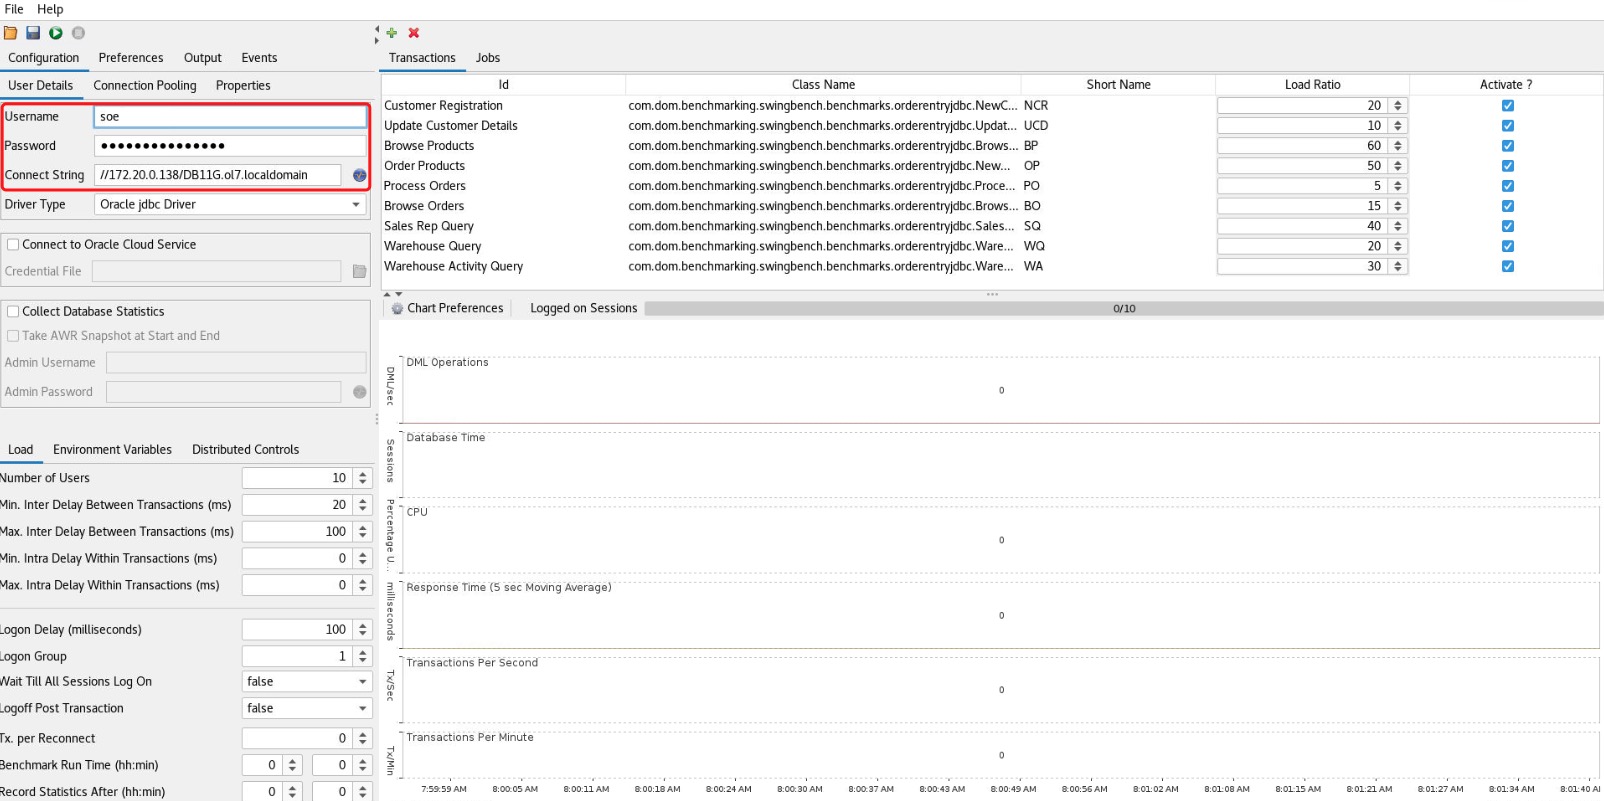 File Help
Configuration Preferences Output Events
User Details Connection Pooling Properties
Username soe
Password ●●●●●●●●●●●●●●●
Connect String //172.20.0.138/DB11G.ol7.localdomain
Driver Type Oracle jdbc Driver
Connect to Oracle Cloud Service
Credential File
Collect Database Statistics
Take AWR Snapshot at Start and End
Admin Username
Admin Password
Load Environment Variables Distributed Controls
Number of Users 10
Min. Inter Delay Between Transactions (ms) 20
Max. Inter Delay Between Transactions (ms) 100
Min. Intra Delay Within Transactions (ms) 0
Max. Intra Delay Within Transactions (ms) 0
Logon Delay (milliseconds) 100
Logon Group 1
Wait Till All Sessions Log On false
Logoff Post Transaction false
Tx. per Reconnect 0
Benchmark Run Time (hh:min) 0 0
Record Statistics After (hh:min) 0 0
Transactions Jobs
Id Class Name Short Name Load Ratio Activate ?
Customer Registration com.dom.benchmarking.swingbench.benchmarks.orderentryjdbc.NewC... NCR 20
Update Customer Details com.dom.benchmarking.swingbench.benchmarks.orderentryjdbc.Updat... UCD 10
Browse Products com.dom.benchmarking.swingbench.benchmarks.orderentryjdbc.Brows... BP 60
Order Products com.dom.benchmarking.swingbench.benchmarks.orderentryjdbc.New... OP 50
Process Orders com.dom.benchmarking.swingbench.benchmarks.orderentryjdbc.Proce... PO 5
Browse Orders com.dom.benchmarking.swingbench.benchmarks.orderentryjdbc.Brows... BO 15
Sales Rep Query com.dom.benchmarking.swingbench.benchmarks.orderentryjdbc.Sales... SQ 40
Warehouse Query com.dom.benchmarking.swingbench.benchmarks.orderentryjdbc.Ware... WQ 20
Warehouse Activity Query com.dom.benchmarking.swingbench.benchmarks.orderentryjdbc.Ware... WA 30
Chart Preferences Logged on Sessions 0/10
DML Operations
DML/sec
0
Database Time
Sessions
CPU
Percentage U...
0
Response Time (5 sec Moving Average)
milliseconds
0
Transactions Per Second
Tx/Sec
0
Transactions Per Minute
Tx/Min
0
7:59:59 AM 8:00:05 AM 8:00:11 AM 8:00:18 AM 8:00:24 AM 8:00:30 AM 8:00:37 AM 8:00:43 AM 8:00:49 AM 8:00:56 AM 8:01:02 AM 8:01:08 AM 8:01:15 AM 8:01:21 AM 8:01:27 AM 8:01:34 AM 8:01:40 AI